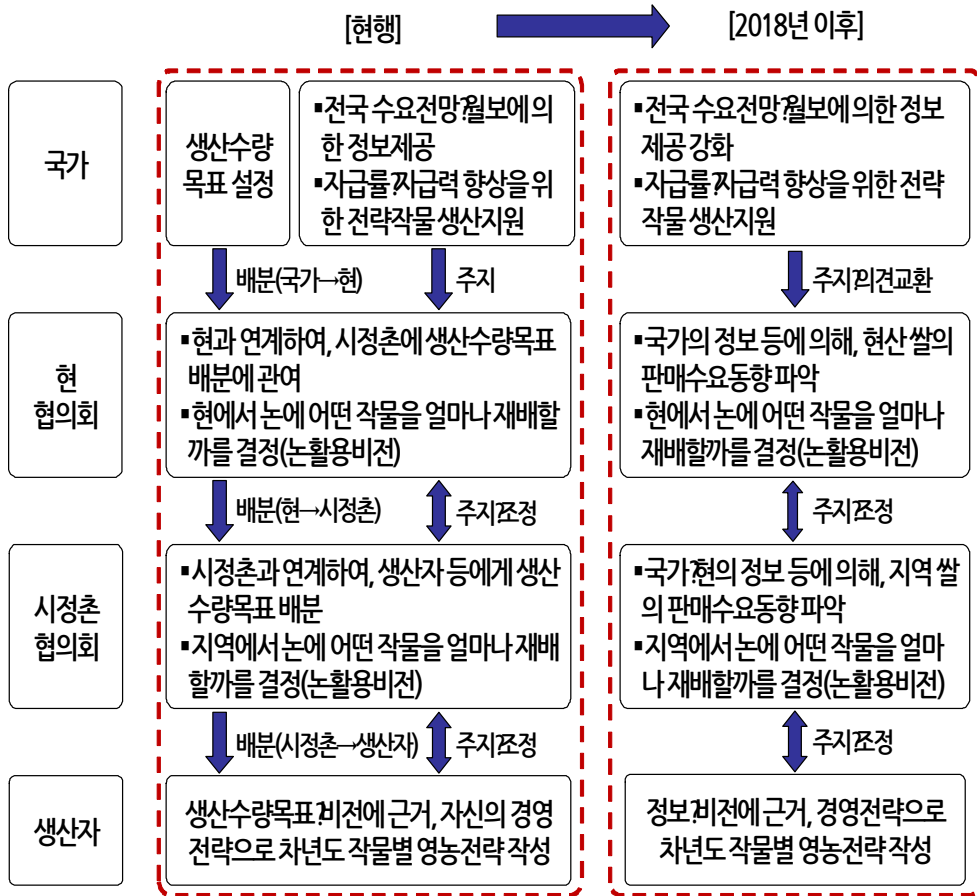 [현행]
[2018년 이후]
국가
생산수량
목표 설정
▪전국 수요전망?월보에 의
한 정보제공
▪자급률?자급력 향상을 위
한 전략작물 생산지원
▪전국 수요전망?월보에 의한 정보
제공 강화
▪자급률?자급력 향상을 위한 전략
작물 생산지원
배분(국가→현)
주지
주지?의견교환
현
협의회
▪현과 연계하여, 시정촌에 생산수량목표
배분에 관여
▪현에서 논에 어떤 작물을 얼마나 재배할
까를 결정(논활용비전)
▪국가의 정보 등에 의해, 현산 쌀의
판매수요동향 파악
▪현에서 논에 어떤 작물을 얼마나
재배할까를 결정(논활용비전)
배분(현→시정촌)
주지?조정
주지?조정
시정촌
협의회
▪시정촌과 연계하여, 생산자 등에게 생산
수량목표 배분
▪지역에서 논에 어떤 작물을 얼마나 재배
할까를 결정(논활용비전)
▪국가?현의 정보 등에 의해, 지역 쌀
의 판매수요동향 파악
▪지역에서 논에 어떤 작물을 얼마
나 재배할까를 결정(논활용비전)
배분(시정촌→생산자)
주지?조정
주지?조정
생산자
생산수량목표?비전에 근거, 자신의 경영
전략으로 차년도 작물별 영농전략 작성
정보?비전에 근거, 경영전략으로
차년도 작물별 영농전략 작성